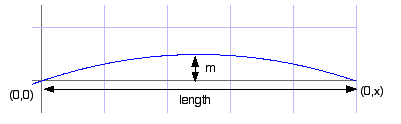 m
(0,0)
(0,x)
length